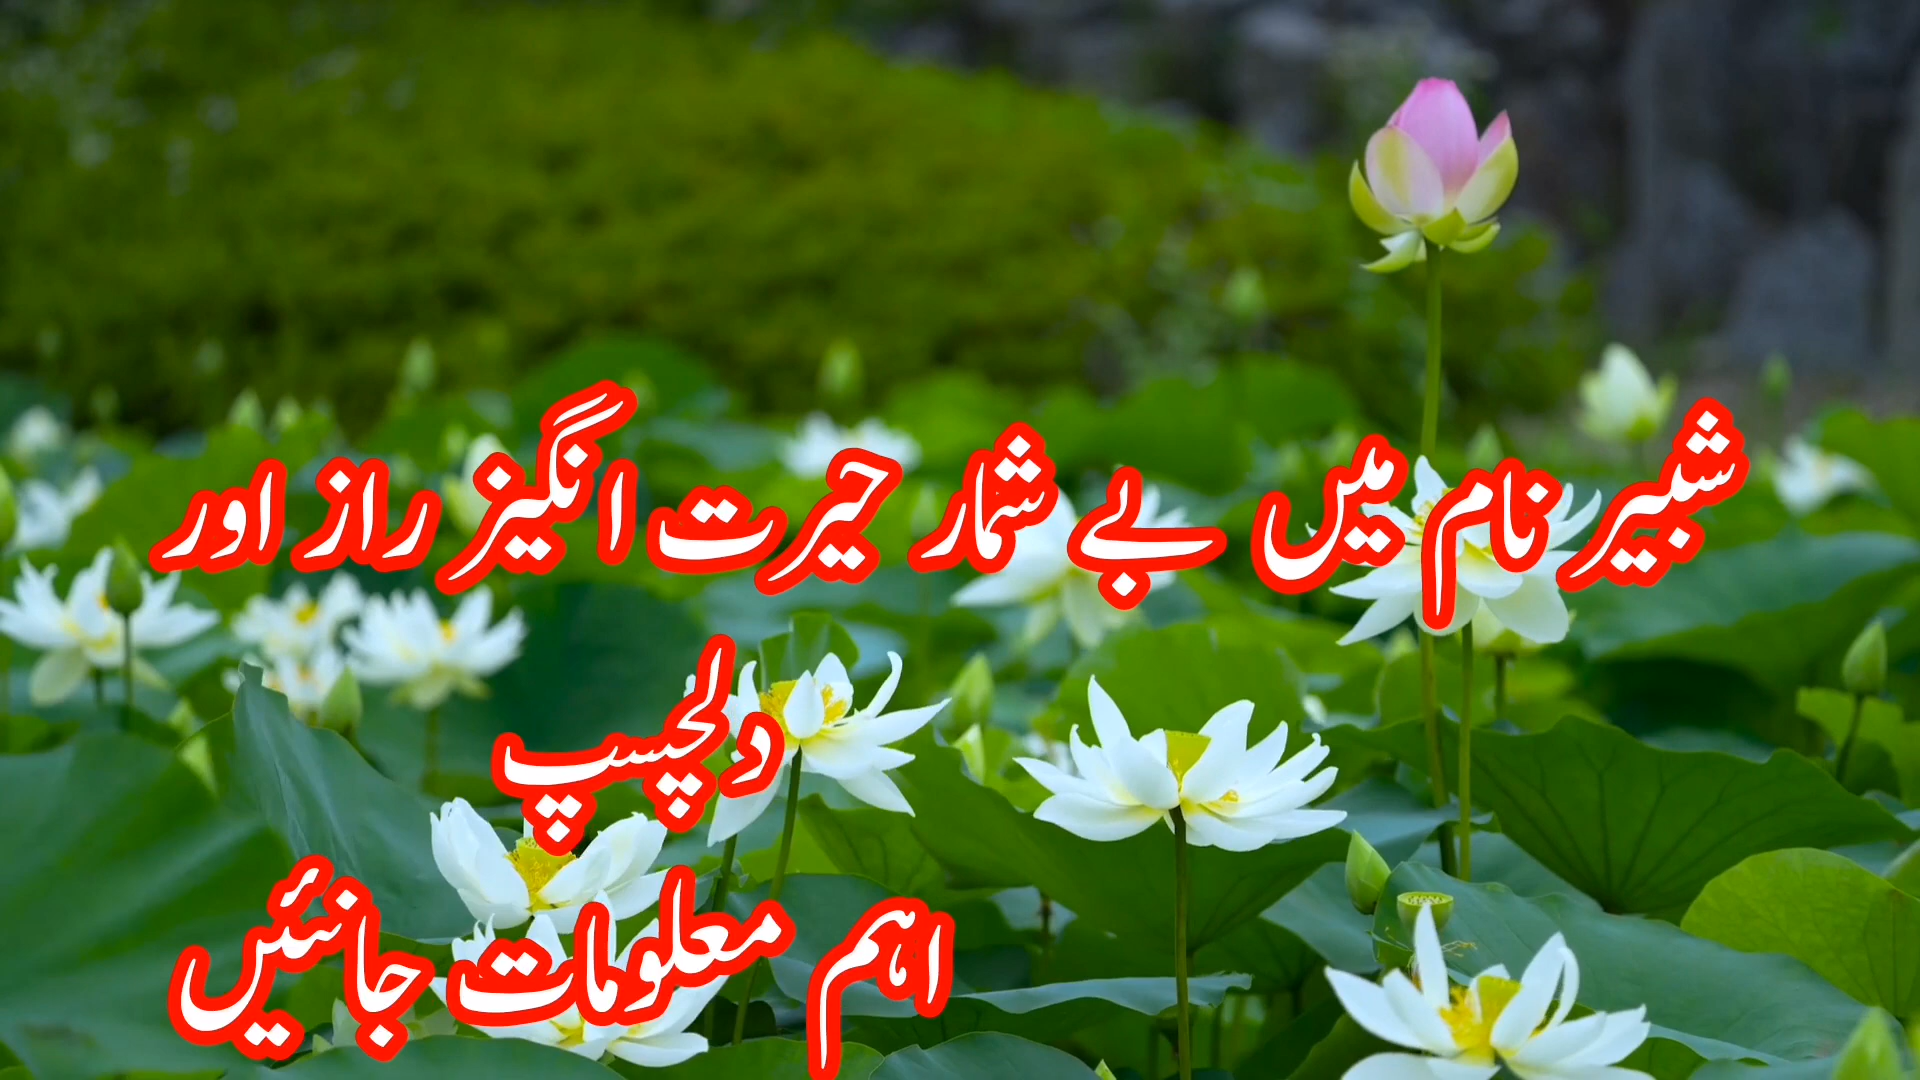 شبیر نام میں بے شمار حیرت انگیز راز اور
دلچسپ
اہم معلومات جانئیں